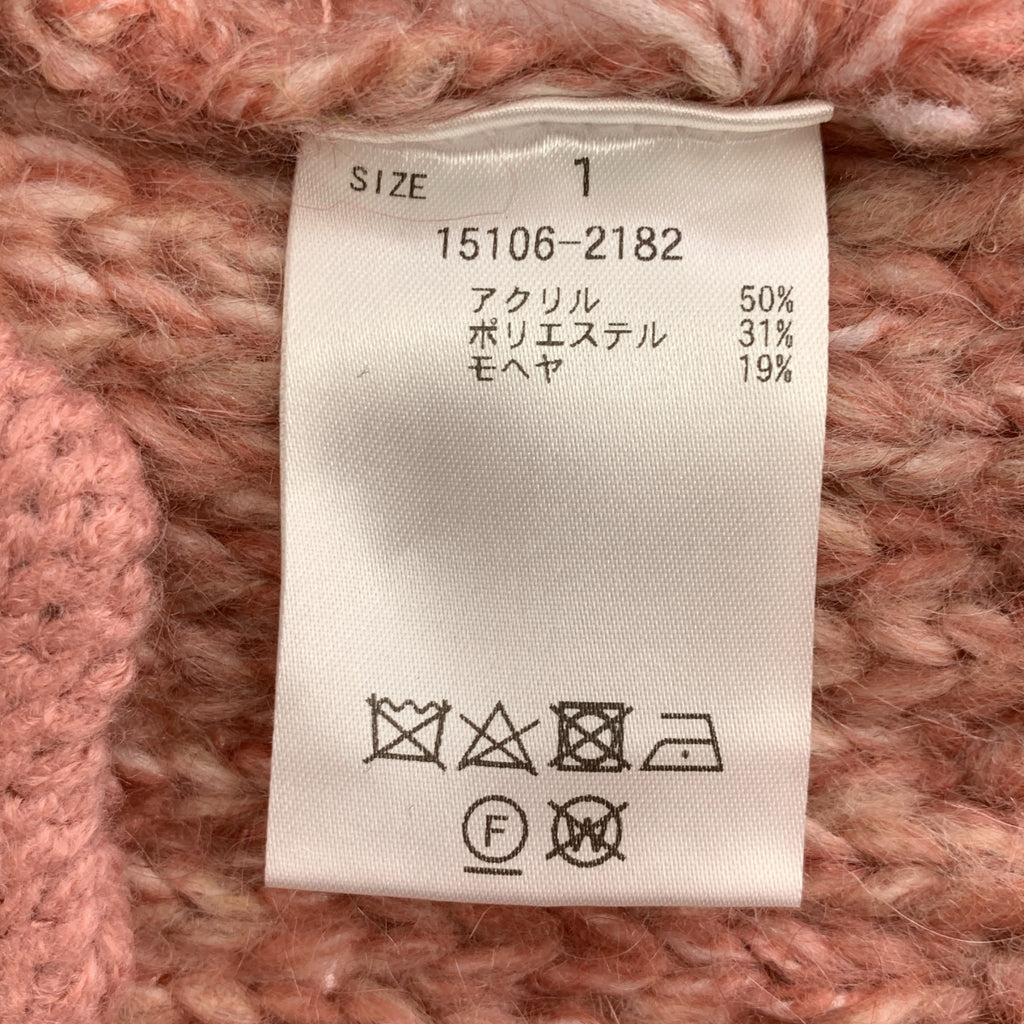 SIZE 1
15106-2182
アクリル 50%
ポリエステル 31%
モヘヤ 19%
F W